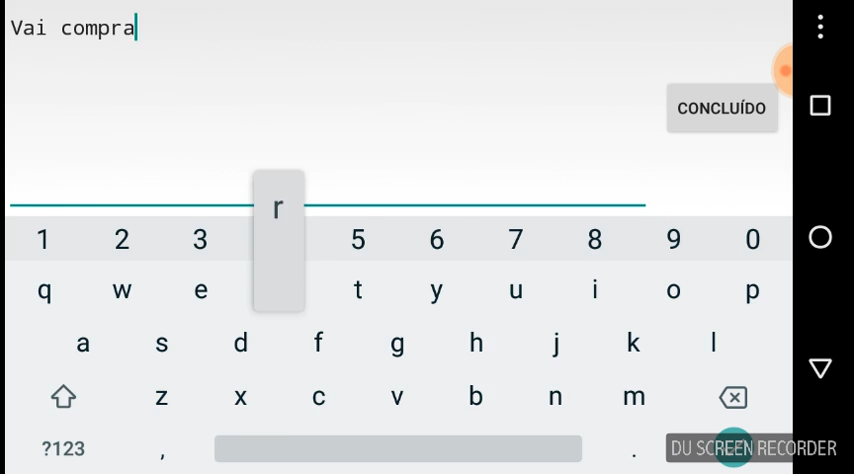 Vai compra
CONCLUÍDO
r
1 2 3 5 6 7 8 9 0
q w e t y u i o p
a s d f g h j k l
z x c v b n m
?123 , .
DU SCREEN RECORDER